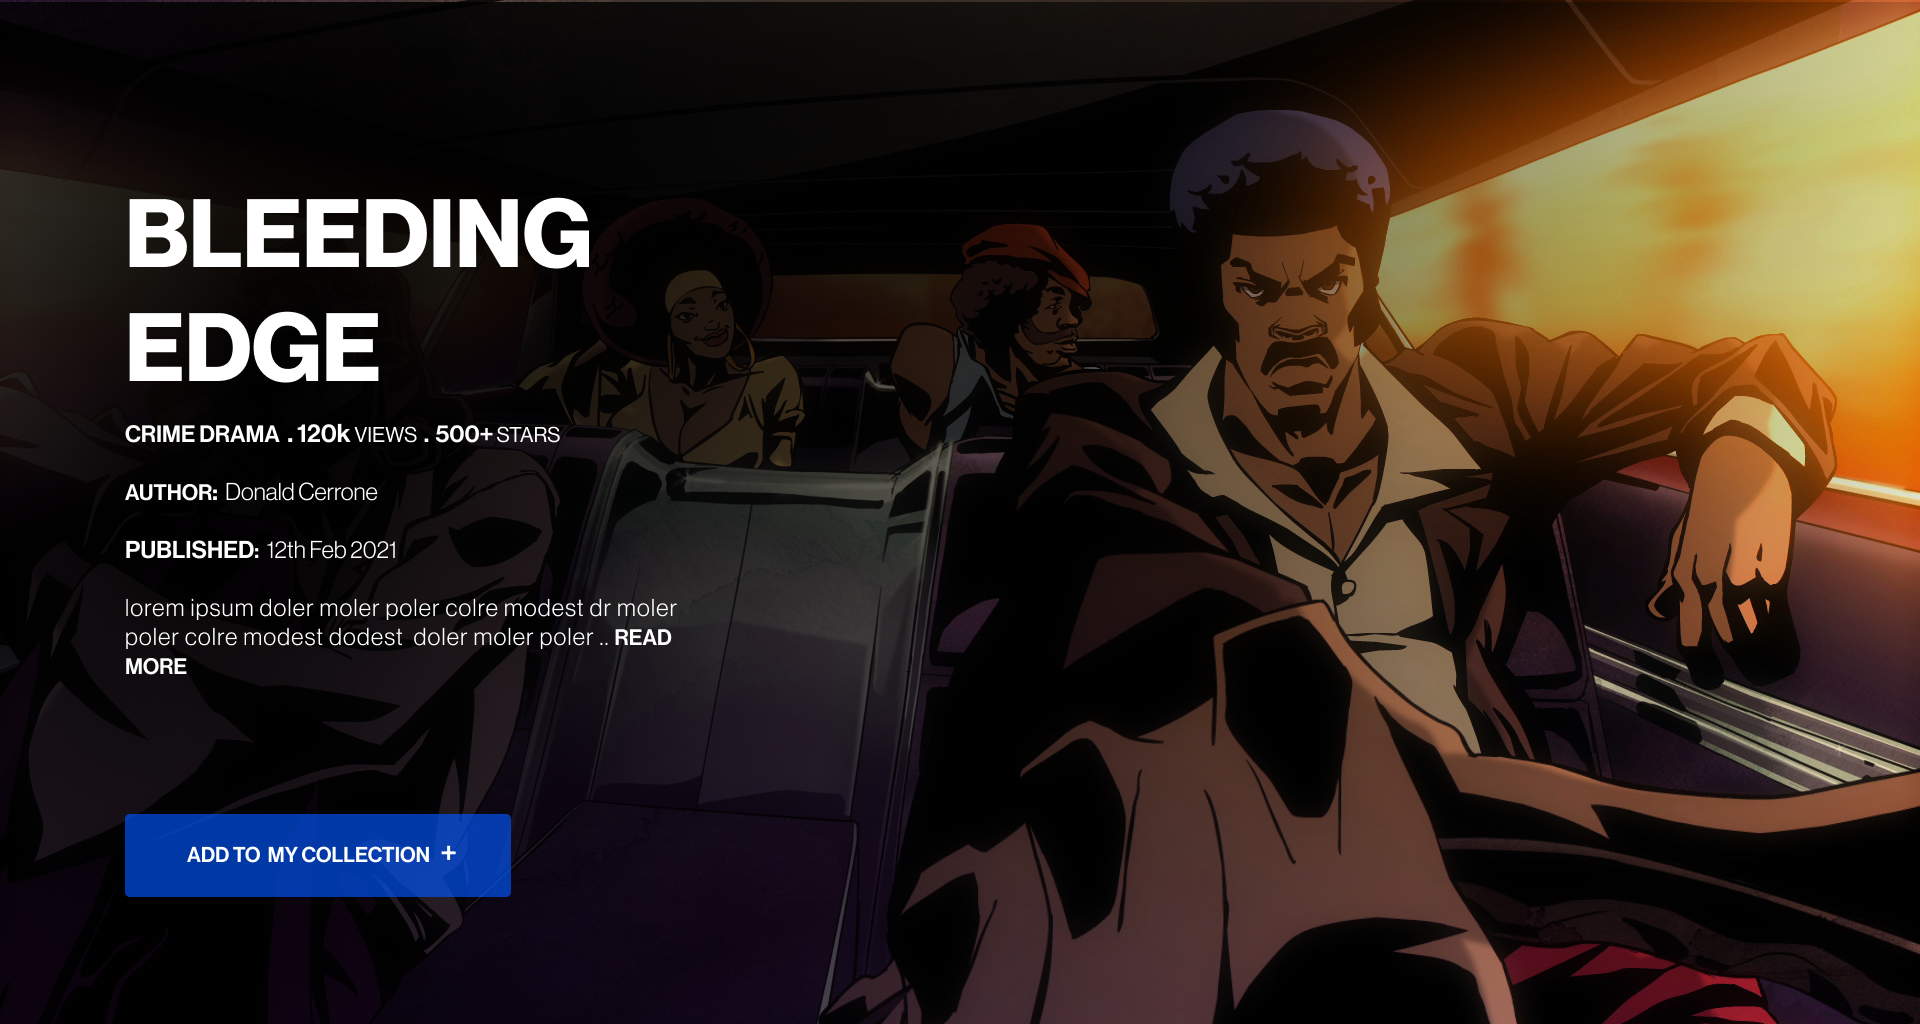 BLEEDING
EDGE
CRIME DRAMA . 120k VIEWS . 500+ STARS
AUTHOR: Donald Cerrone
PUBLISHED: 12th Feb 2021
lorem ipsum doler moler poler colre modest dr moler
poler colre modest dodest doler moler poler .. READ
MORE
ADD TO MY COLLECTION +